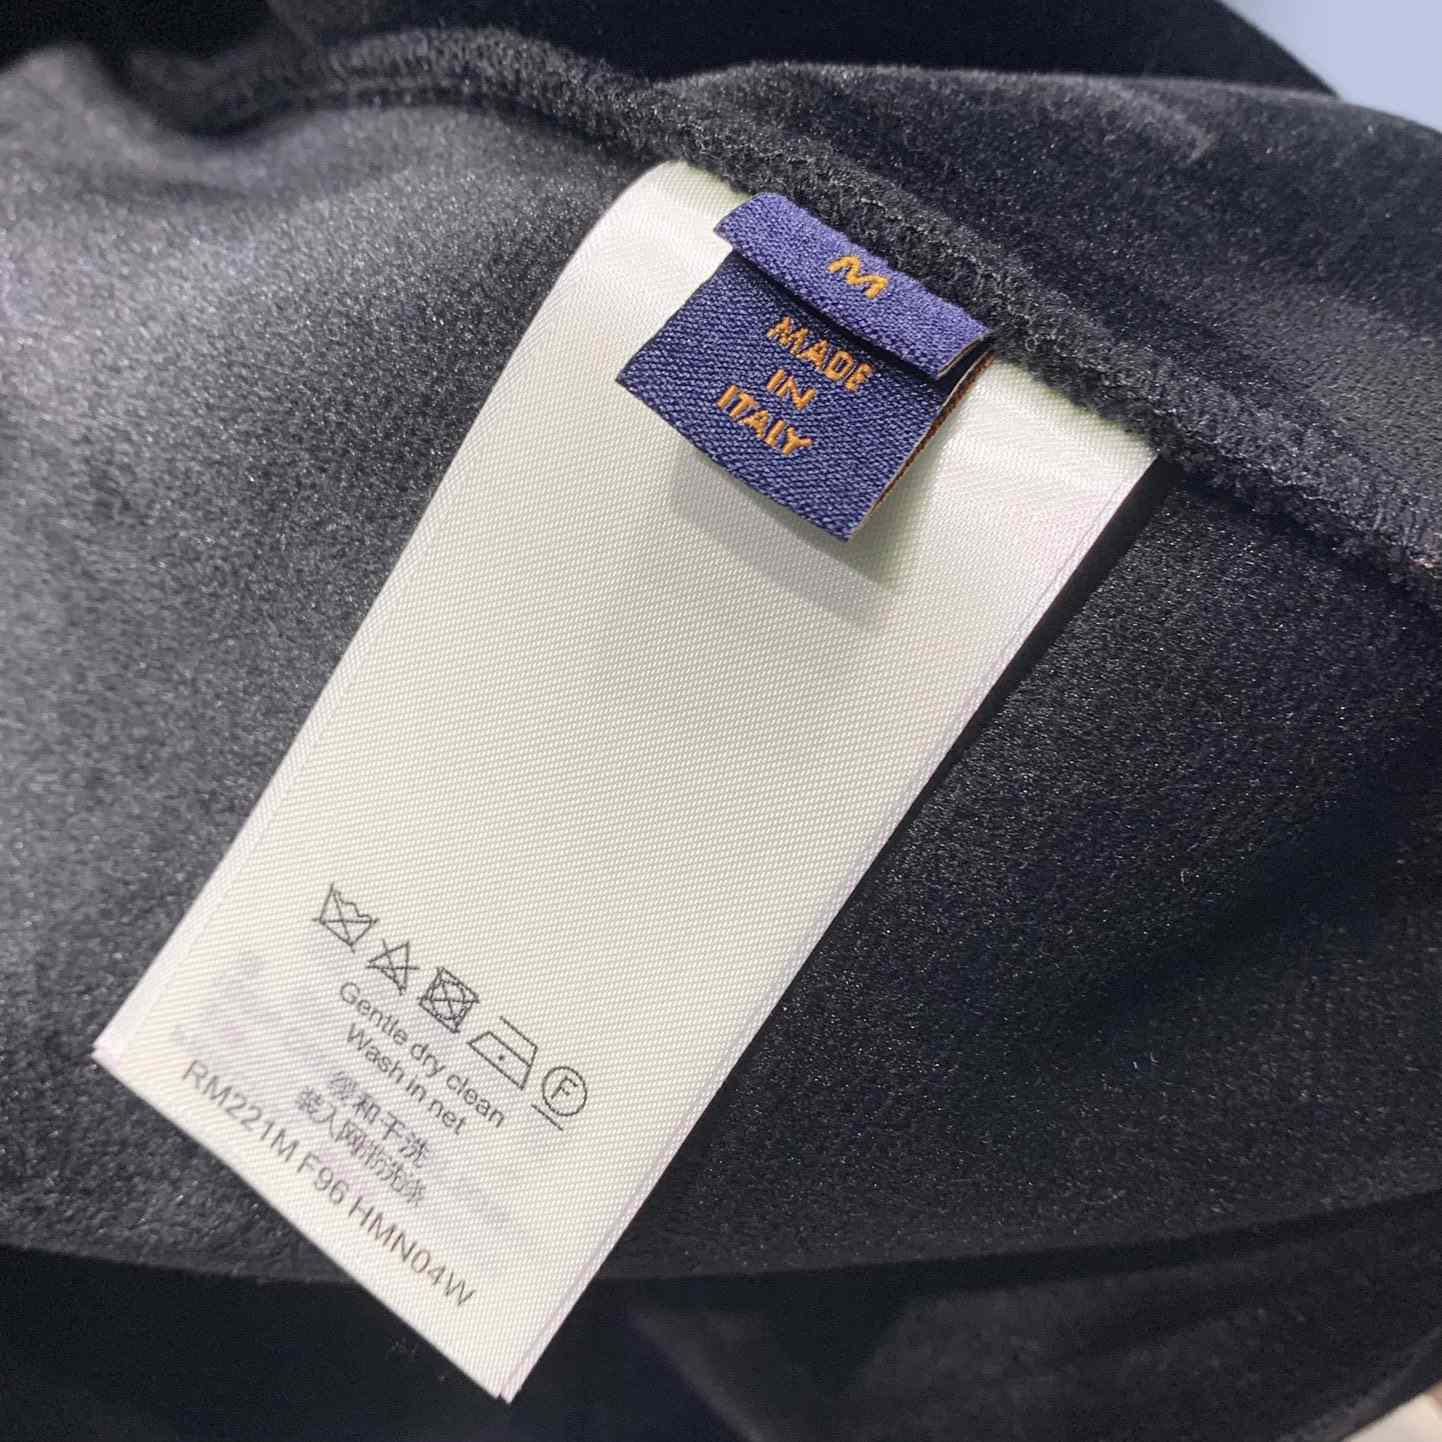 M
MADE
IN
ITALY
F
Gentle dry clean
Wash in net
缓和干洗
装入网状洗涤
RM221M F96 HMN04W